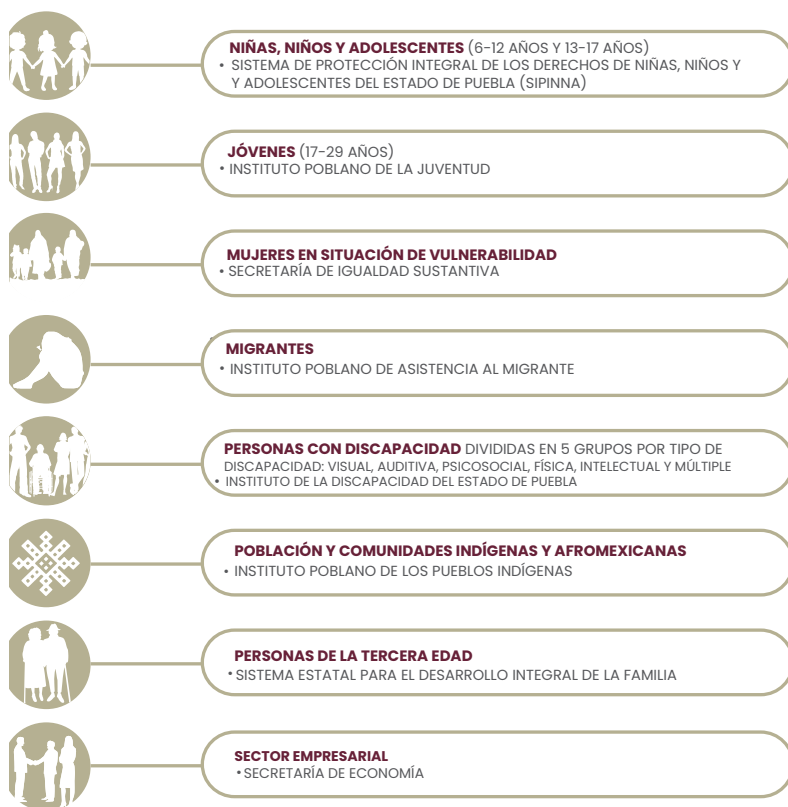 NIÑAS, NIÑOS Y ADOLESCENTES (6-12 AÑOS Y 13-17 AÑOS)
• SISTEMA DE PROTECCIÓN INTEGRAL DE LOS DERECHOS DE NIÑAS, NIÑOS Y
Y ADOLESCENTES DEL ESTADO DE PUEBLA (SIPINNA)
JÓVENES (17-29 AÑOS)
• INSTITUTO POBLANO DE LA JUVENTUD
MUJERES EN SITUACIÓN DE VULNERABILIDAD
• SECRETARÍA DE IGUALDAD SUSTANTIVA
MIGRANTES
• INSTITUTO POBLANO DE ASISTENCIA AL MIGRANTE
PERSONAS CON DISCAPACIDAD DIVIDIDAS EN 5 GRUPOS POR TIPO DE
DISCAPACIDAD: VISUAL, AUDITIVA, PSICOSOCIAL, FÍSICA, INTELECTUAL Y MÚLTIPLE
• INSTITUTO DE LA DISCAPACIDAD DEL ESTADO DE PUEBLA
POBLACIÓN Y COMUNIDADES INDÍGENAS Y AFROMEXICANAS
• INSTITUTO POBLANO DE LOS PUEBLOS INDÍGENAS
PERSONAS DE LA TERCERA EDAD
• SISTEMA ESTATAL PARA EL DESARROLLO INTEGRAL DE LA FAMILIA
SECTOR EMPRESARIAL
• SECRETARÍA DE ECONOMÍA